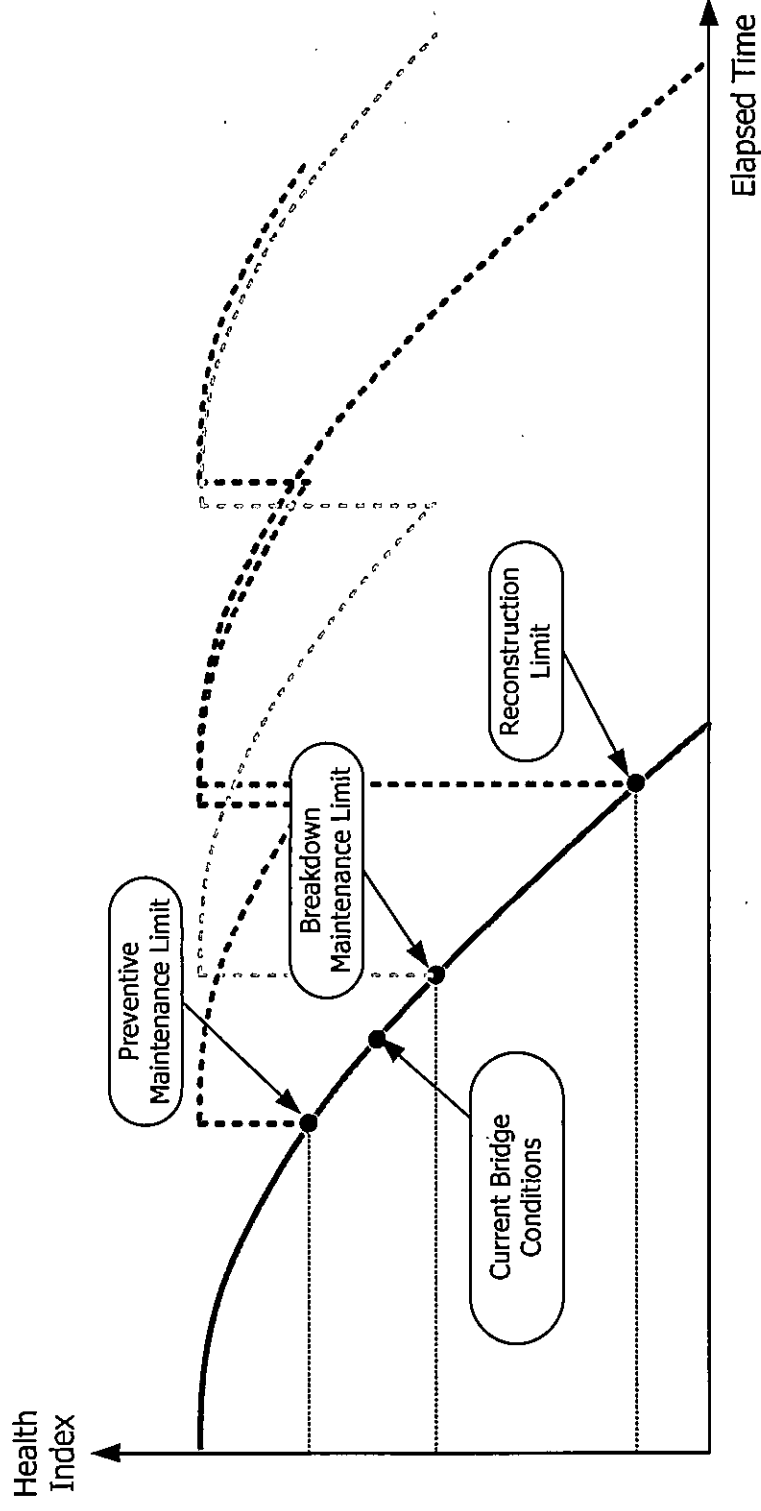 Health
Index
Preventive
Maintenance Limit
Breakdown
Maintenance Limit
Current Bridge
Conditions
Reconstruction
Limit
Elapsed Time